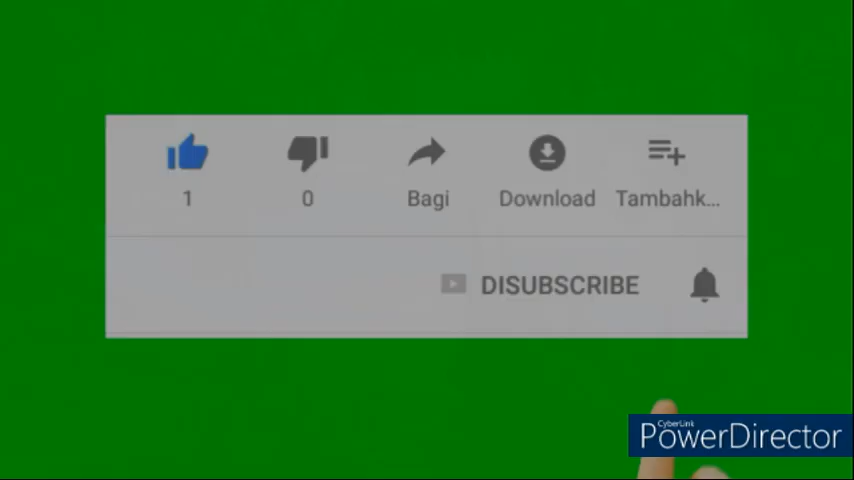 1 0 Bagi Download Tambahk...
DISUBSCRIBE
CyberLink
PowerDirector